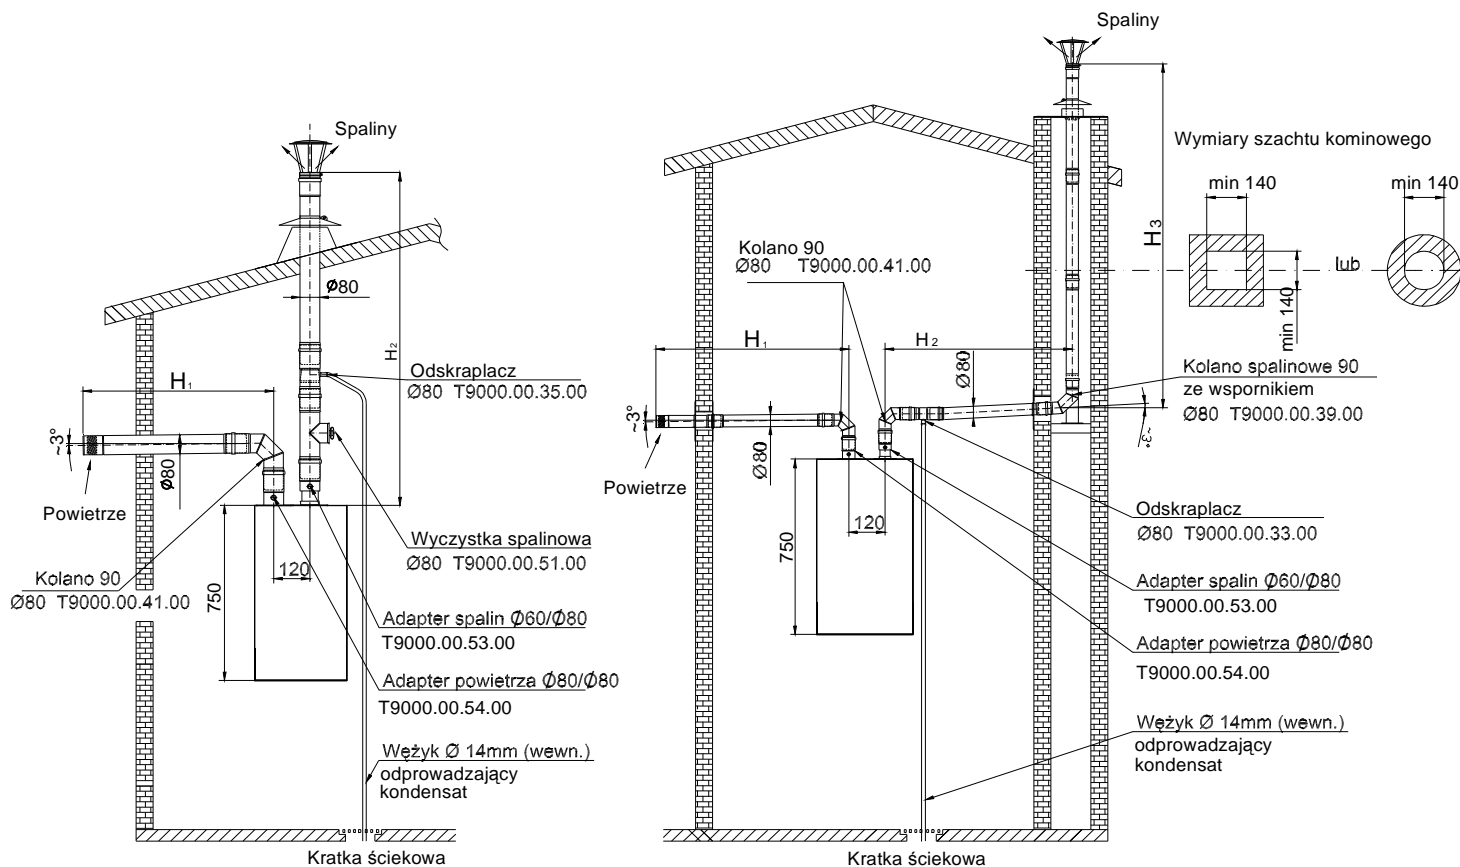 Spaliny
Ø80
H2
Odskraplacz
Ø80 T9000.00.35.00
H1
~3°
Ø80
Powietrze
Wyczystka spalinowa
Ø80 T9000.00.51.00
120
Kolano 90
Ø80 T9000.00.41.00
750
Adapter spalin Ø60/Ø80
T9000.00.53.00
Adapter powietrza Ø80/Ø80
T9000.00.54.00
Wężyk Ø 14mm (wewn.)
odprowadzający
kondensat
Kratka ściekowa
Spaliny
Wymiary szachtu kominowego
min 140
min 140
H3
Kolano 90
Ø80 T9000.00.41.00
lub
min 140
H1
H2
Ø80
Kolano spalinowe 90
ze wspornikiem
Ø80 T9000.00.39.00
~3°
~3°
Ø80
Powietrze
Odskraplacz
Ø80 T9000.00.33.00
120
750
Adapter spalin Ø60/Ø80
T9000.00.53.00
Adapter powietrza Ø80/Ø80
T9000.00.54.00
Wężyk Ø 14mm (wewn.)
odprowadzający
kondensat
Kratka ściekowa